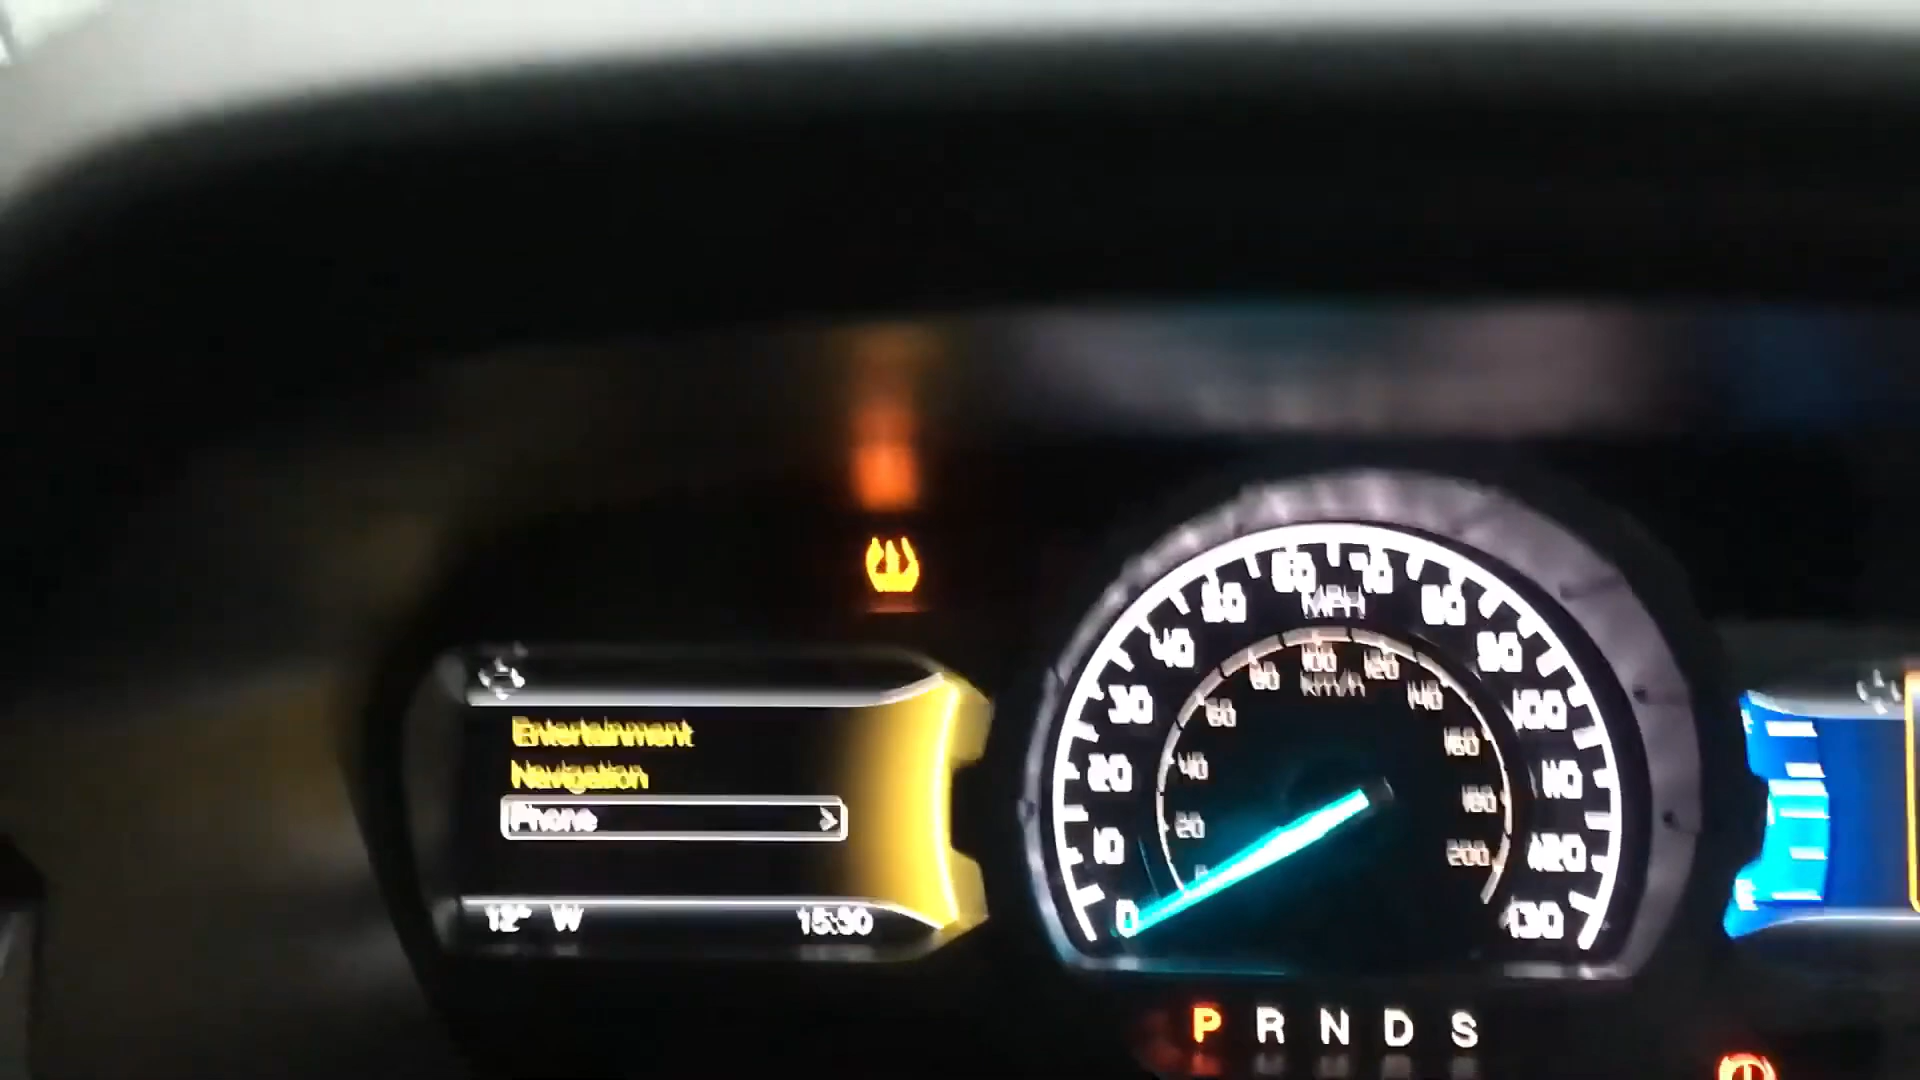 Entertainment
Navigation
Phone >
12° W 15:30
MPH
0 10 20 30 40 50 60 70 80 90 100 110 120 130
km/h
20 40 60 80 100 120 140 160 180 200
P R N D S
E